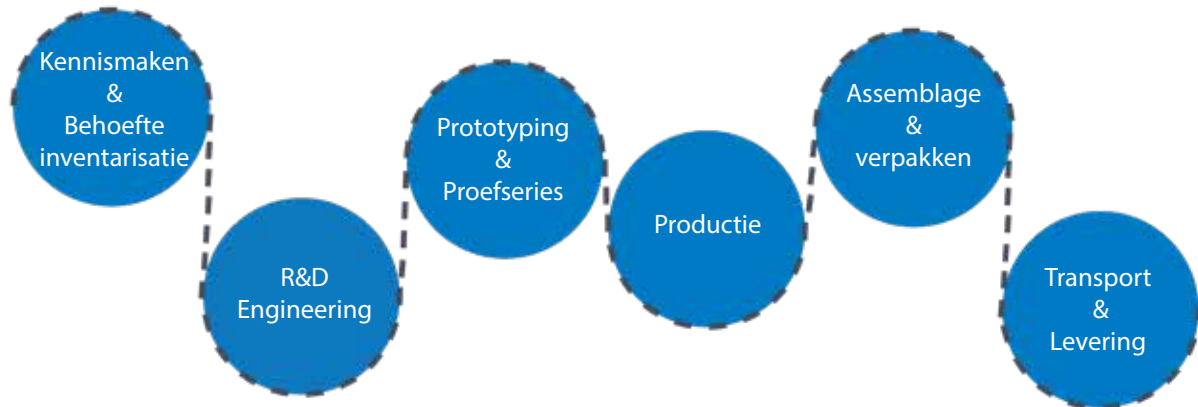 Kennismaken
&
Behoefte
inventarisatie
R&D
Engineering
Prototyping
&
Proefseries
Productie
Assemblage
&
verpakken
Transport
&
Levering